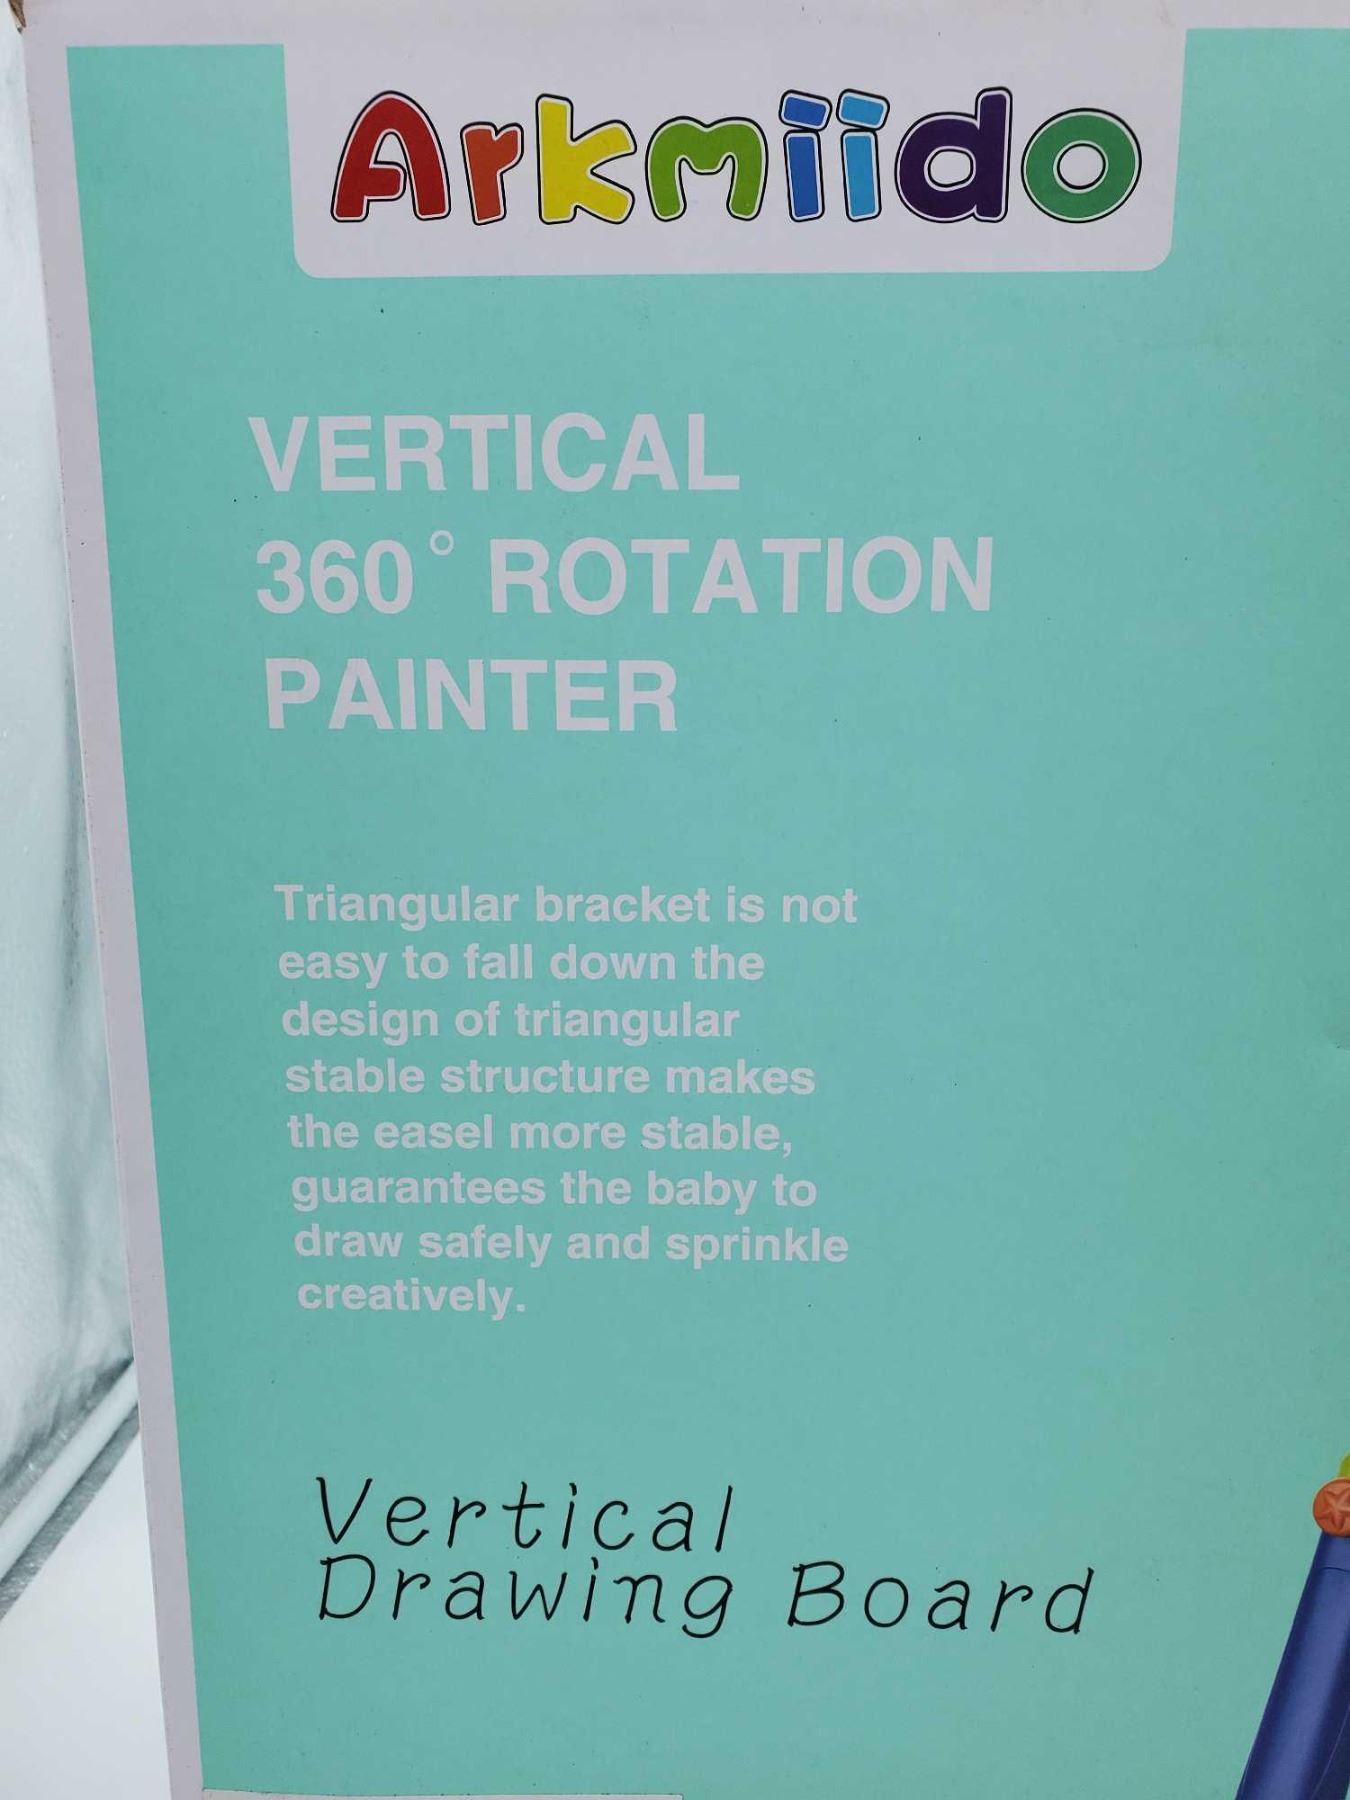 Arkmiido
VERTICAL
360° ROTATION
PAINTER
Triangular bracket is not
easy to fall down the
design of triangular
stable structure makes
the easel more stable,
guarantees the baby to
draw safely and sprinkle
creatively.
Vertical
Drawing Board